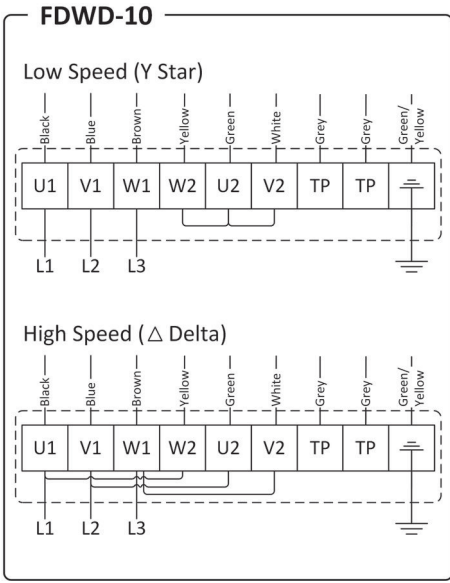 FDWD-10
Low Speed (Y Star)
Black Blue Brown Yellow Green White Grey Grey Green/
Yellow
U1 V1 W1 W2 U2 V2 TP TP
L1 L2 L3
High Speed (△ Delta)
Black Blue Brown Yellow Green White Grey Grey Green/
Yellow
U1 V1 W1 W2 U2 V2 TP TP
L1 L2 L3